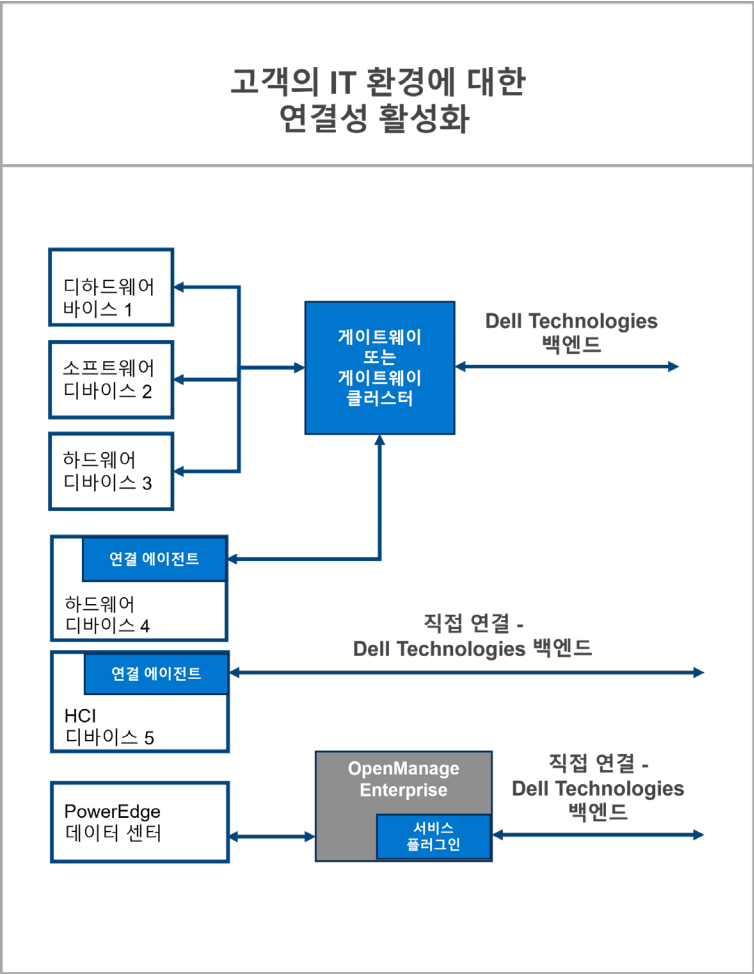 고객의 IT 환경에 대한
연결성 활성화
디하드웨어
바이스 1
소프트웨어
디바이스 2
하드웨어
디바이스 3
게이트웨이
또는
게이트웨이
클러스터
Dell Technologies
백엔드
연결 에이전트
하드웨어
디바이스 4
직접 연결 -
Dell Technologies 백엔드
연결 에이전트
HCI
디바이스 5
PowerEdge
데이터 센터
OpenManage
Enterprise
서비스
플러그인
직접 연결 -
Dell Technologies
백엔드